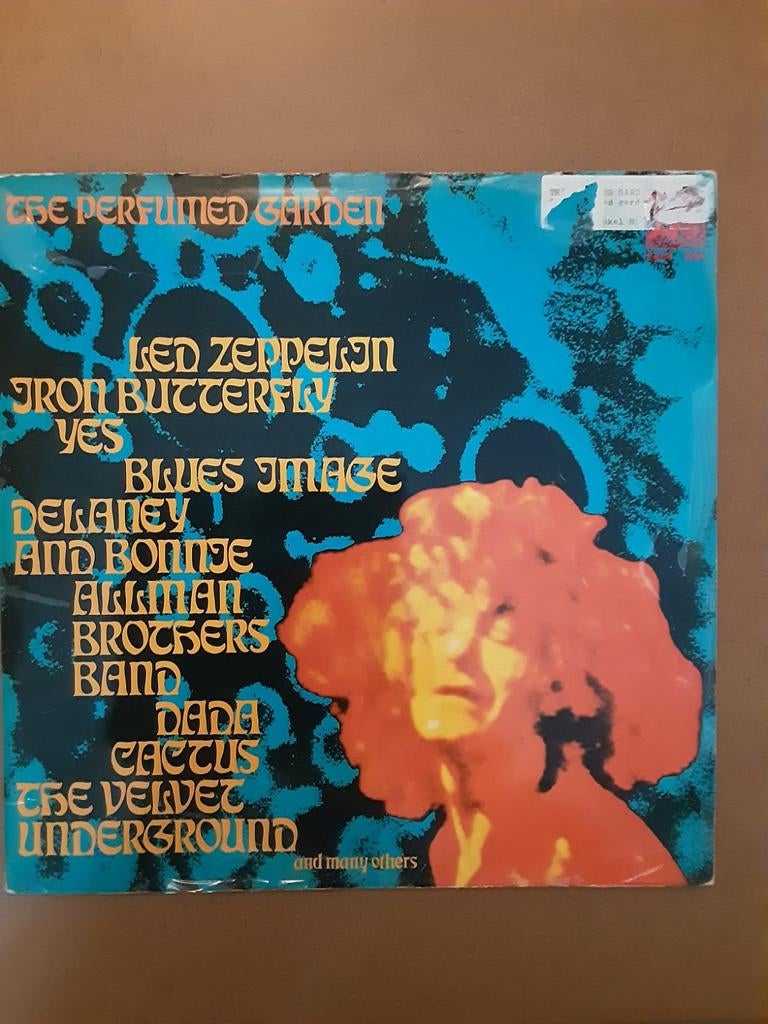 THE PERFUMED GARDEN
LED ZEPPELIN
IRON BUTTERFLY
YES
BLUES IMAGE
DELANEY
AND BONNIE
ALLMAN
BROTHERS
BAND
DADA
CACTUS
THE VELVET
UNDERGROUND
and many others